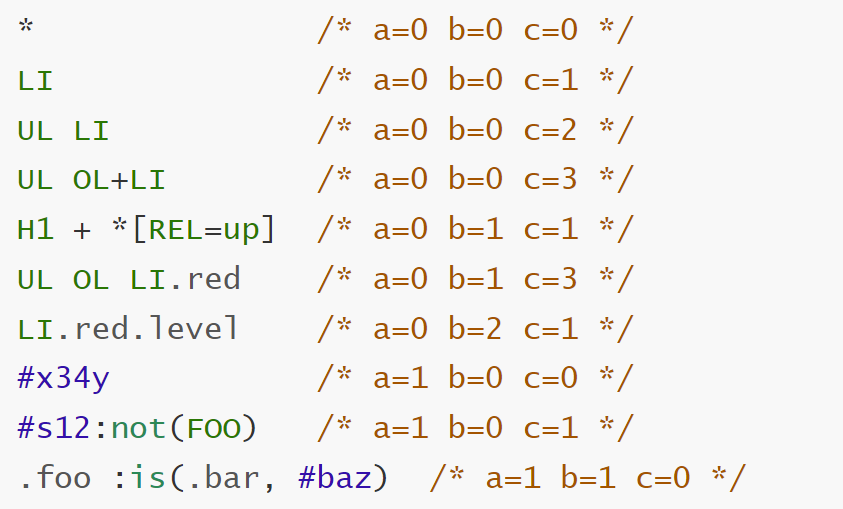 * /* a=0 b=0 c=0 */
LI /* a=0 b=0 c=1 */
UL LI /* a=0 b=0 c=2 */
UL OL+LI /* a=0 b=0 c=3 */
H1 + *[REL=up] /* a=0 b=1 c=1 */
UL OL LI.red /* a=0 b=1 c=3 */
LI.red.level /* a=0 b=2 c=1 */
#x34y /* a=1 b=0 c=0 */
#s12:not(FOO) /* a=1 b=0 c=1 */
.foo :is(.bar, #baz) /* a=1 b=1 c=0 */